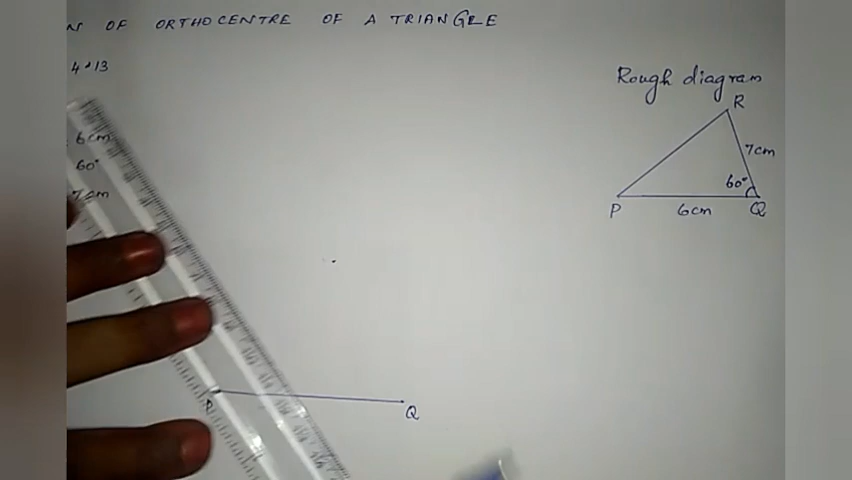 N OF ORTHOCENTRE OF A TRIANGLE
4.13
6cm
60°
7cm
Rough diagram
R
7cm
60°
P
6cm
Q
P
Q